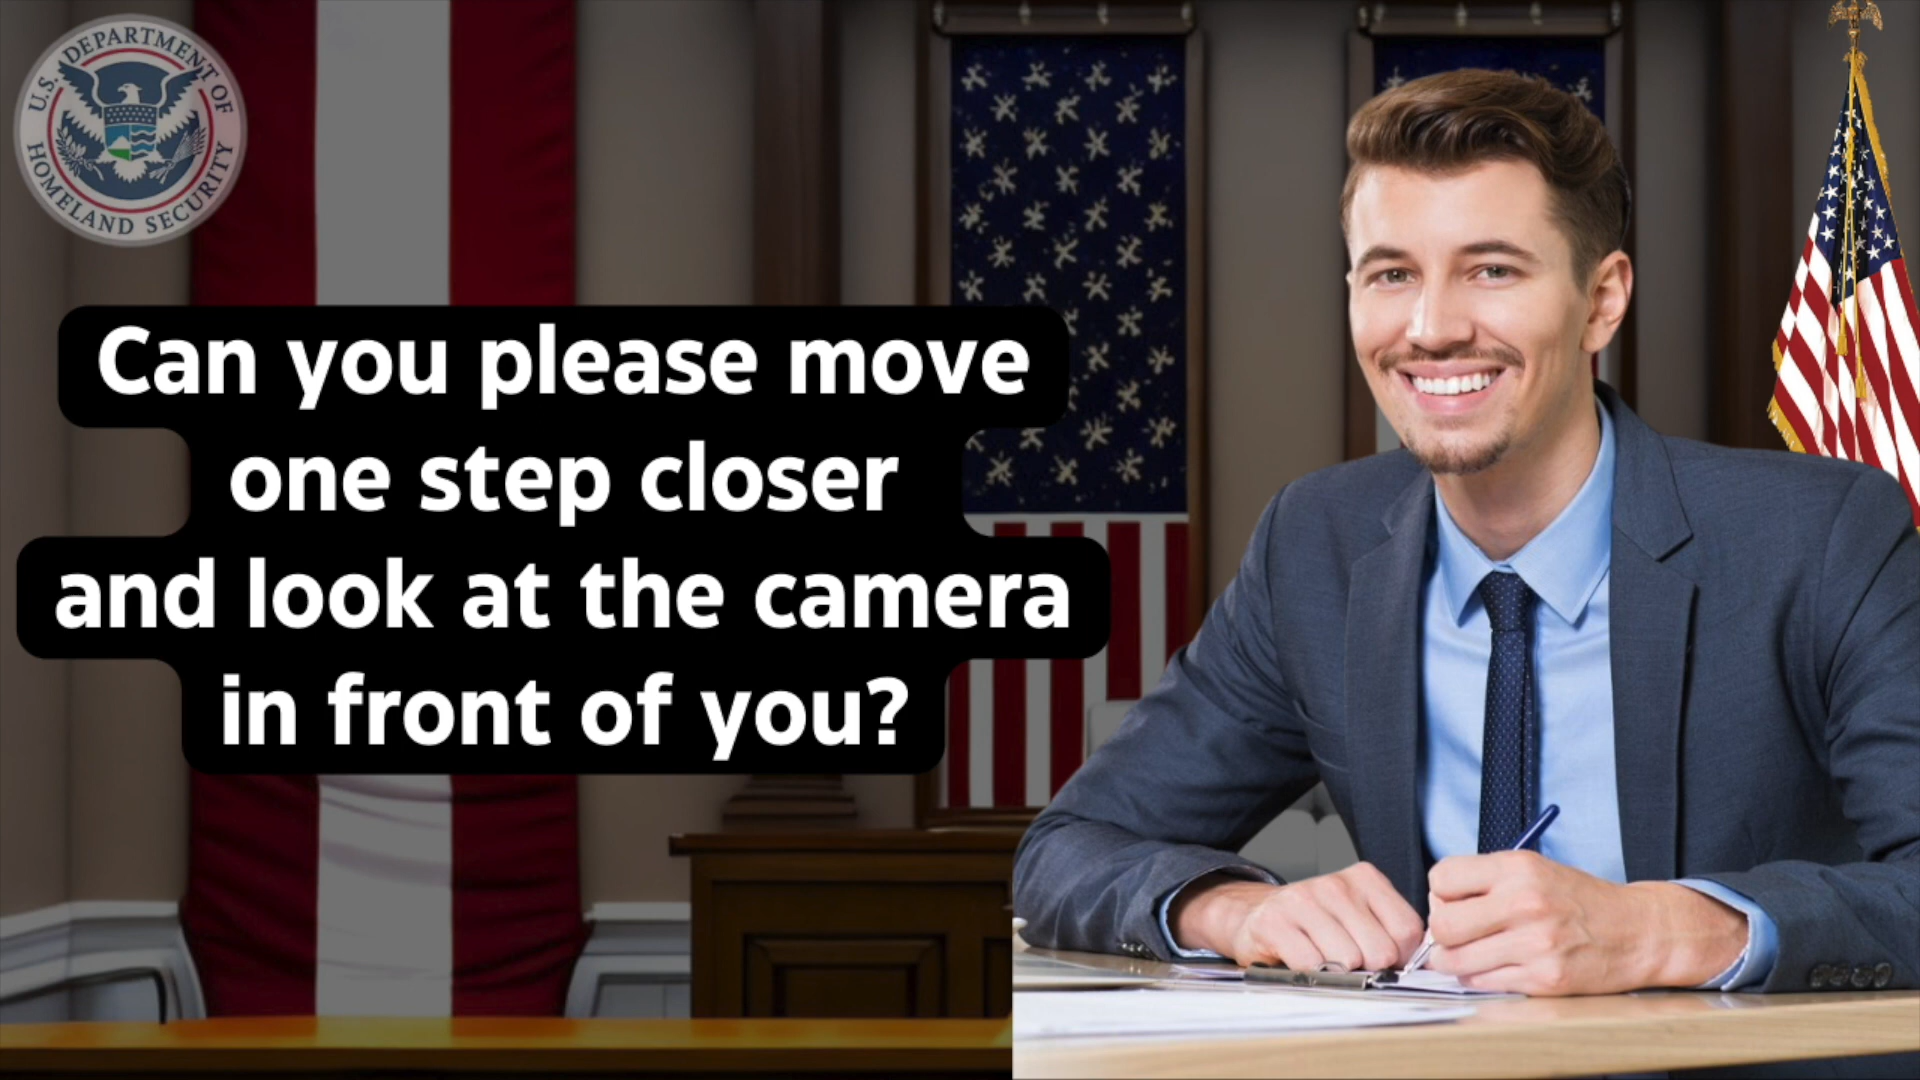 U.S. DEPARTMENT OF
HOMELAND SECURITY
Can you please move
one step closer
and look at the camera
in front of you?